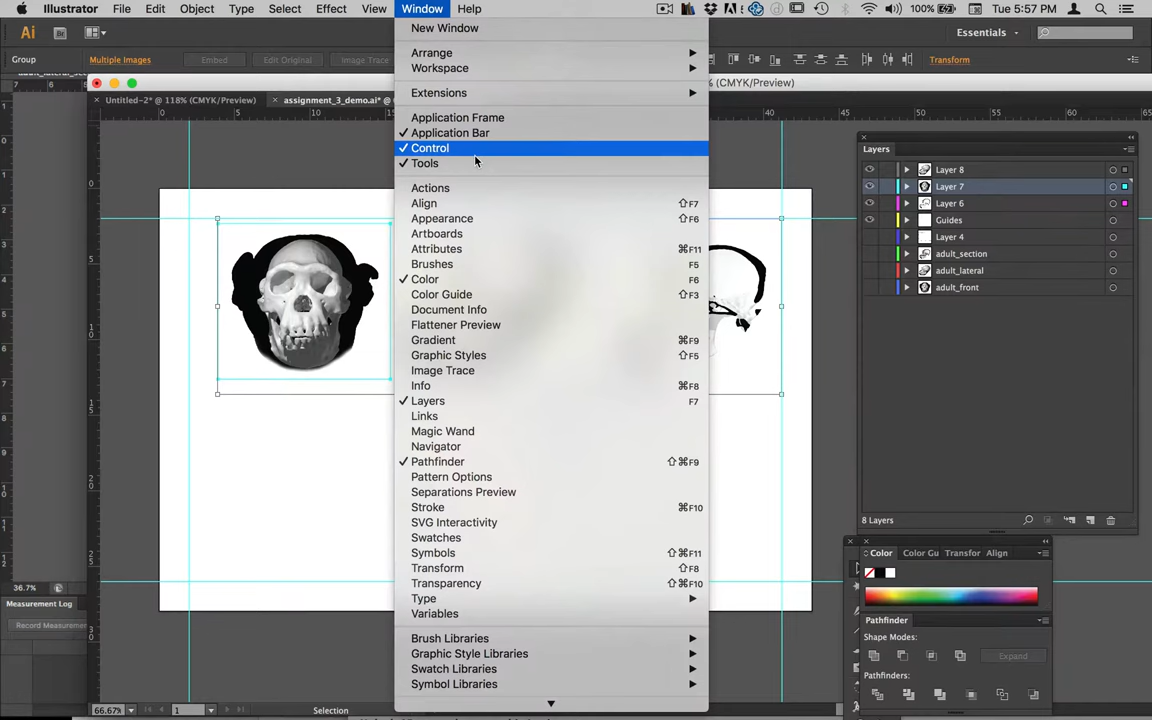 Illustrator File Edit Object Type Select Effect View Window Help 100% Tue 5:57 PM
Ai Br Essentials
Group Multiple Images Embed Edit Original Image Trace Transform
% (CMYK/Preview)
Untitled-2* @ 118% (CMYK/Preview) assignment_3_demo.ai* @
New Window
Arrange
Workspace
Extensions
Application Frame
✓ Application Bar
✓ Control
✓ Tools
Actions
Align ⇧F7
Appearance ⇧F6
Artboards
Attributes ⌘F11
Brushes F5
✓ Color F6
Color Guide ⇧F3
Document Info
Flattener Preview
Gradient ⌘F9
Graphic Styles ⇧F5
Image Trace
Info ⌘F8
✓ Layers F7
Links
Magic Wand
Navigator
✓ Pathfinder ⇧⌘F9
Pattern Options
Separations Preview
Stroke ⌘F10
SVG Interactivity
Swatches
Symbols ⇧⌘F11
Transform ⇧F8
Transparency ⇧⌘F10
Type
Variables
Brush Libraries
Graphic Style Libraries
Swatch Libraries
Symbol Libraries
Layers
Layer 8
Layer 7
Layer 6
Guides
Layer 4
adult_section
adult_lateral
adult_front
8 Layers
Color Color Gu Transfor Align
Pathfinder
Shape Modes:
Expand
Pathfinders:
36.7%
Measurement Log
Record Measurement
66.67% 1 Selection